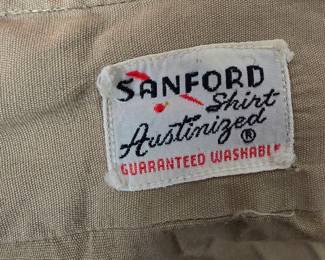 SANFORD
Shirt
Austinized ®
GUARANTEED WASHABLE